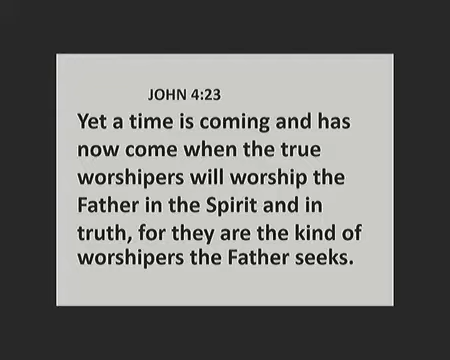 JOHN 4:23
Yet a time is coming and has
now come when the true
worshipers will worship the
Father in the Spirit and in
truth, for they are the kind of
worshipers the Father seeks.